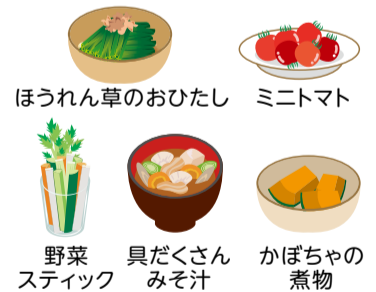 ほうれん草のおひたし
ミニトマト
野菜
スティック
具だくさん
みそ汁
かぼちゃの
煮物